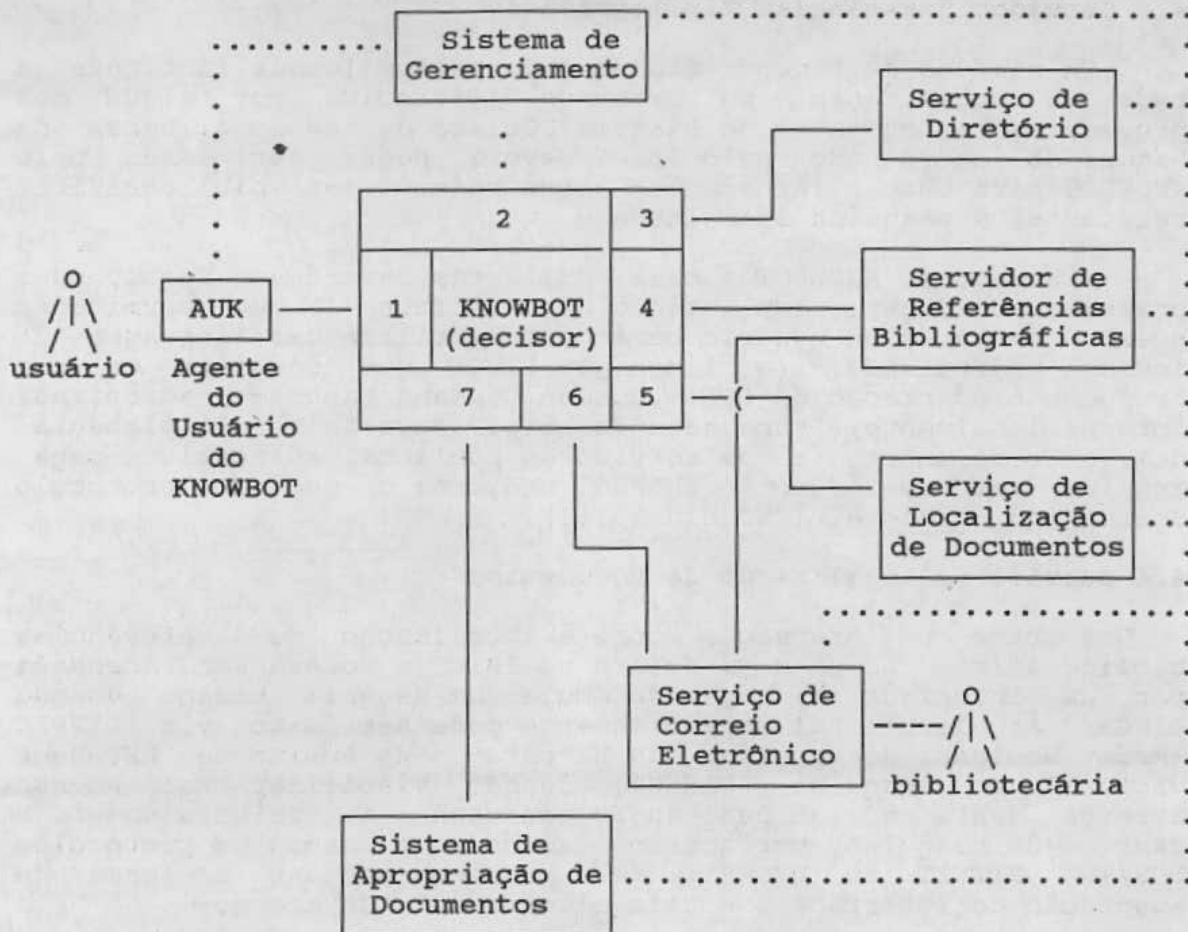 Sistema de
Gerenciamento
Serviço de
Diretório
2 3
O
/|\
/ \
usuário
AUK
Agente
do
Usuário
do
KNOWBOT
1 KNOWBOT 4
(decisor)
7 6 5
Servidor de
Referências
Bibliográficas
(
Serviço de
Localização
de Documentos
Serviço de
Correio
Eletrônico
O
----/|\
/ \
bibliotecária
Sistema de
Apropriação de
Documentos